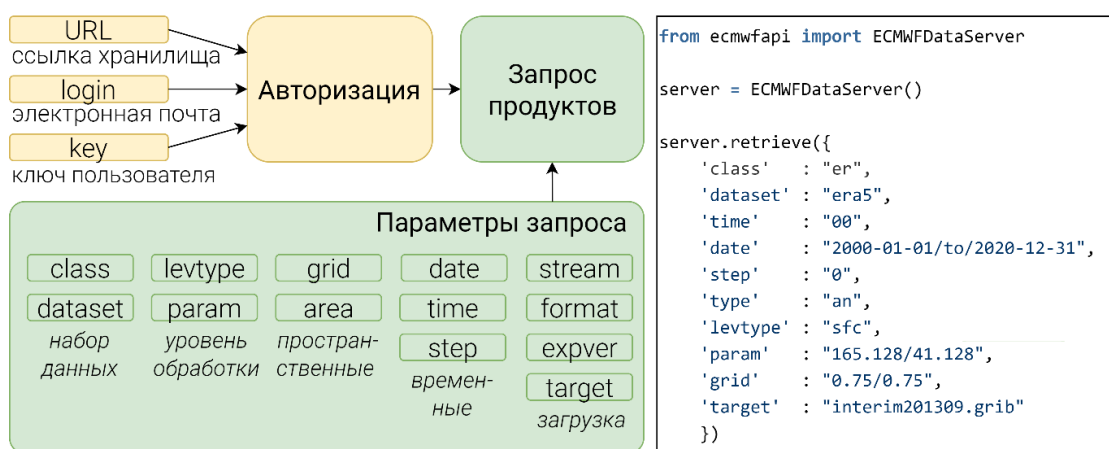 URL
ссылка хранилища
login
электронная почта
key
ключ пользователя
Авторизация
Запрос
продуктов
Параметры запроса
class
levtype
grid
date
stream
dataset
param
area
time
format
набор
данных
уровень
обработки
простран-
ственные
step
expver
времен-
ные
target
загрузка
from ecmwfapi import ECMWFDataServer
server = ECMWFDataServer()
server.retrieve({
'class' : "er",
'dataset' : "era5",
'time' : "00",
'date' : "2000-01-01/to/2020-12-31",
'step' : "0",
'type' : "an",
'levtype' : "sfc",
'param' : "165.128/41.128",
'grid' : "0.75/0.75",
'target' : "interim201309.grib"
})